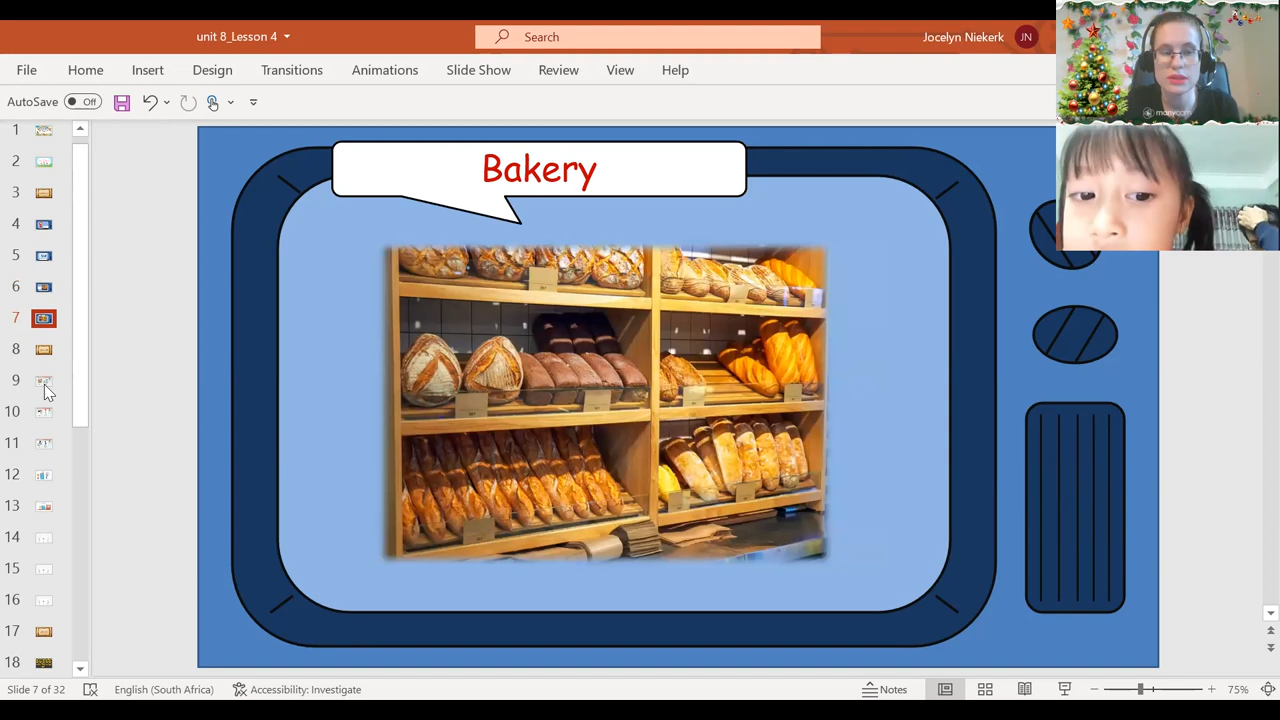 unit 8_Lesson 4
Search
Jocelyn Niekerk JN
File Home Insert Design Transitions Animations Slide Show Review View Help
AutoSave Off
1
2
3
4
5
6
7
8
9
10
11
12
13
14
15
16
17
18
Bakery
manycam
Slide 7 of 32 English (South Africa) Accessibility: Investigate Notes 75%